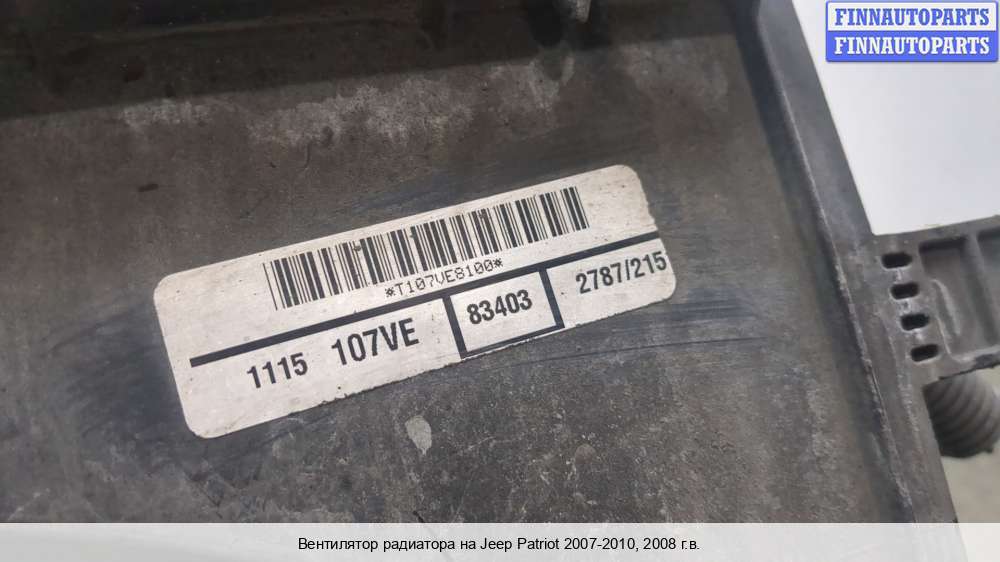 FINNAUTOPARTS
FINNAUTOPARTS
*T107VE8100*
1115 107VE 83403 2787/215
Вентилятор радиатора на Jeep Patriot 2007-2010, 2008 г.в.